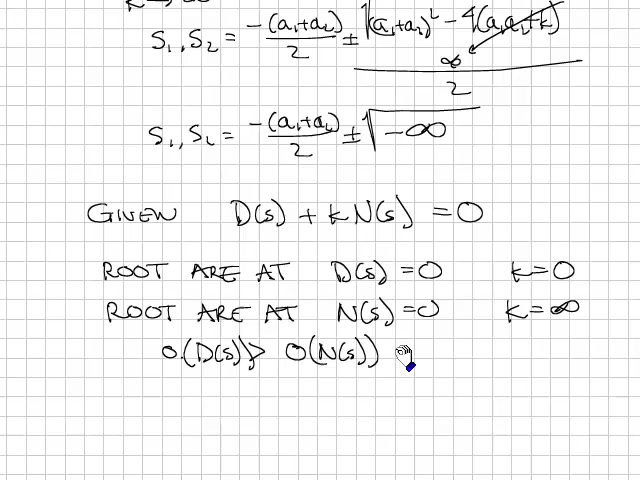 S₁, S₂ = -(a₁+a₂)/2 ± √((a₁+a₂)² - 4(a₁a₂+k))/2
∞
S₁, S₂ = -(a₁+a₂)/2 ± √(-∞)
GIVEN D(s) + kN(s) = 0
ROOT ARE AT D(s) = 0 k = 0
ROOT ARE AT N(s) = 0 k = ∞
O(D(s)) > O(N(s))